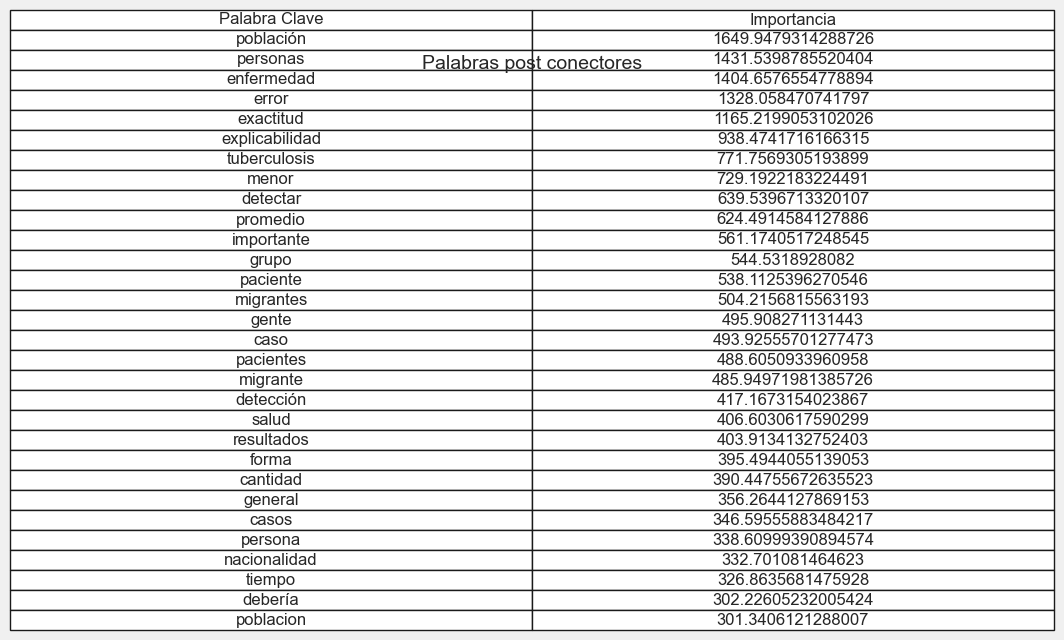 Palabra Clave Importancia
población 1649.9479314288726
personas 1431.5398785520404
Palabras post conectores
enfermedad 1404.6576554778894
error 1328.058470741797
exactitud 1165.2199053102026
explicabilidad 938.4741716166315
tuberculosis 771.7569305193899
menor 729.1922183224491
detectar 639.5396713320107
promedio 624.4914584127886
importante 561.1740517248545
grupo 544.5318928082
paciente 538.1125396270546
migrantes 504.2156815563193
gente 495.908271131443
caso 493.92555701277473
pacientes 488.6050933960958
migrante 485.94971981385726
detección 417.1673154023867
salud 406.6030617590299
resultados 403.9134132752403
forma 395.4944055139053
cantidad 390.44755672635523
general 356.2644127869153
casos 346.59555883484217
persona 338.60999390894574
nacionalidad 332.701081464623
tiempo 326.8635681475928
debería 302.22605232005424
poblacion 301.3406121288007